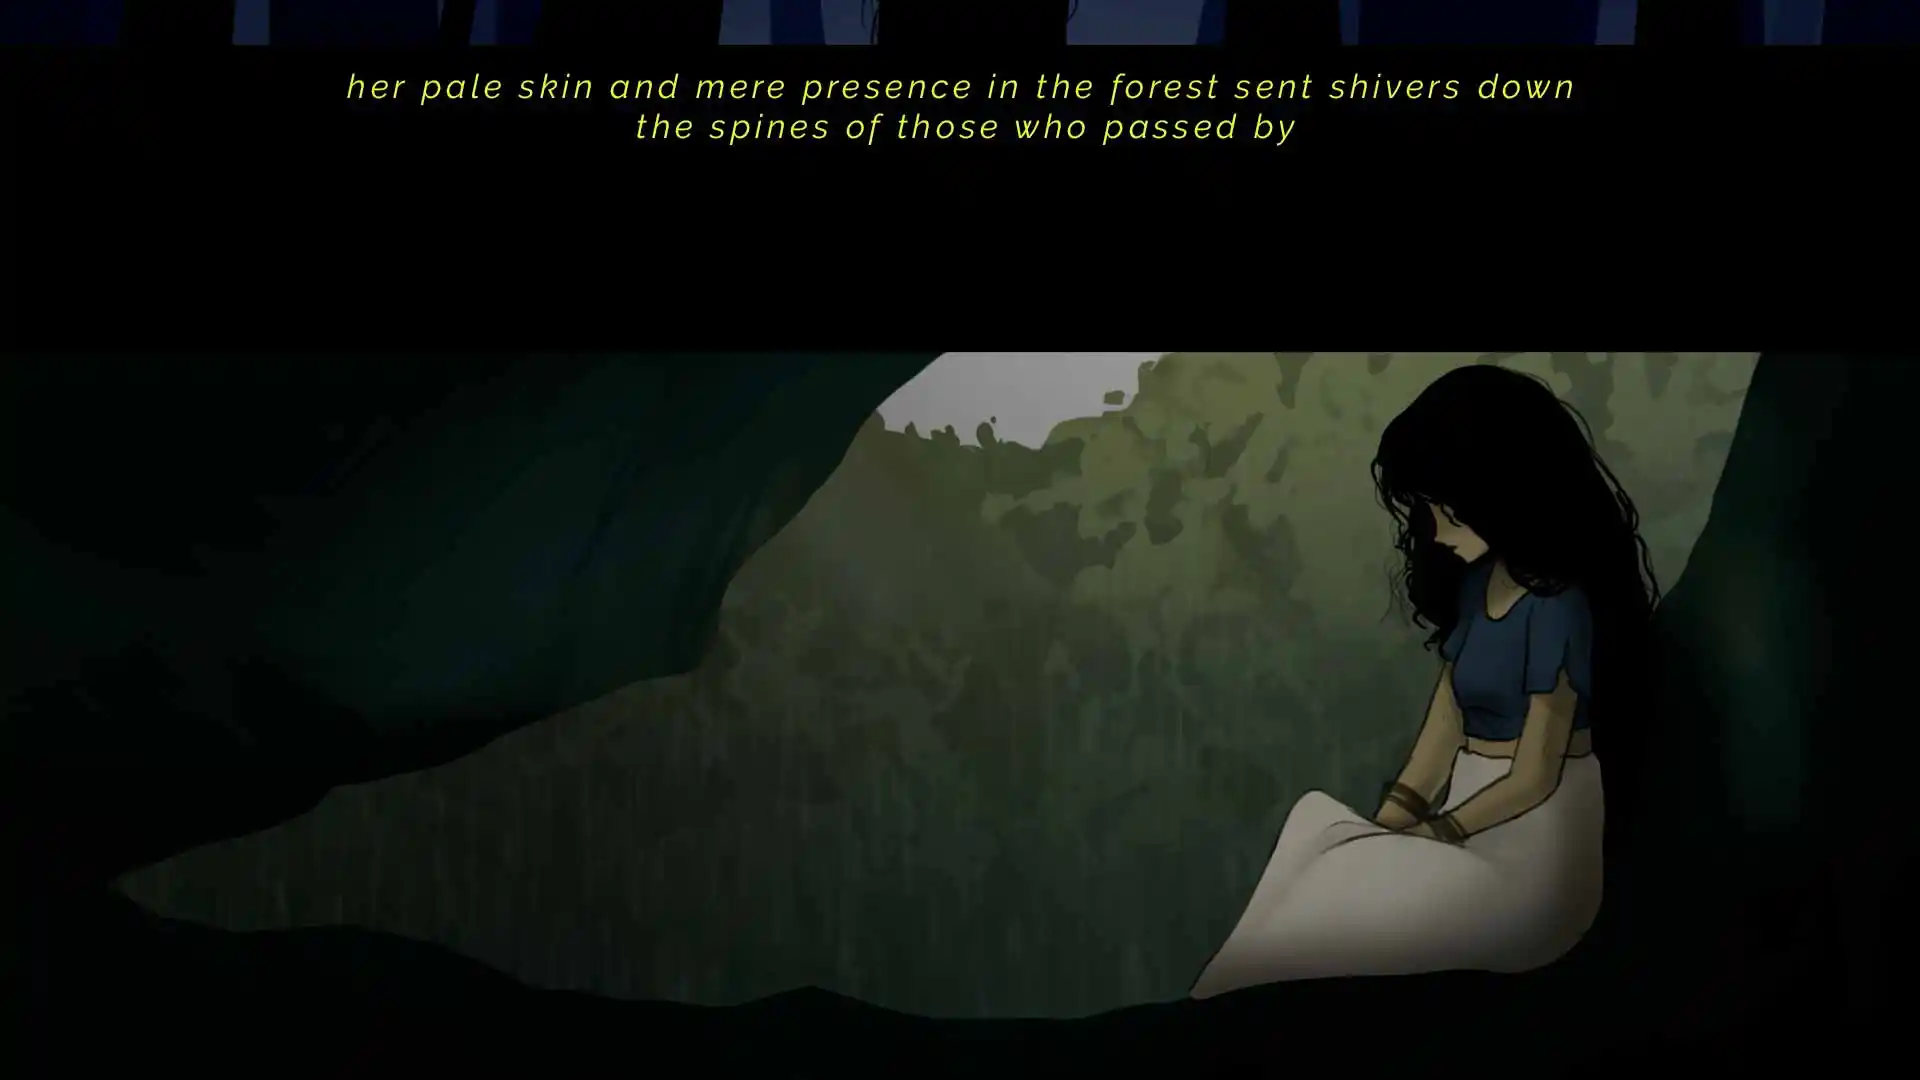 her pale skin and mere presence in the forest sent shivers down
the spines of those who passed by